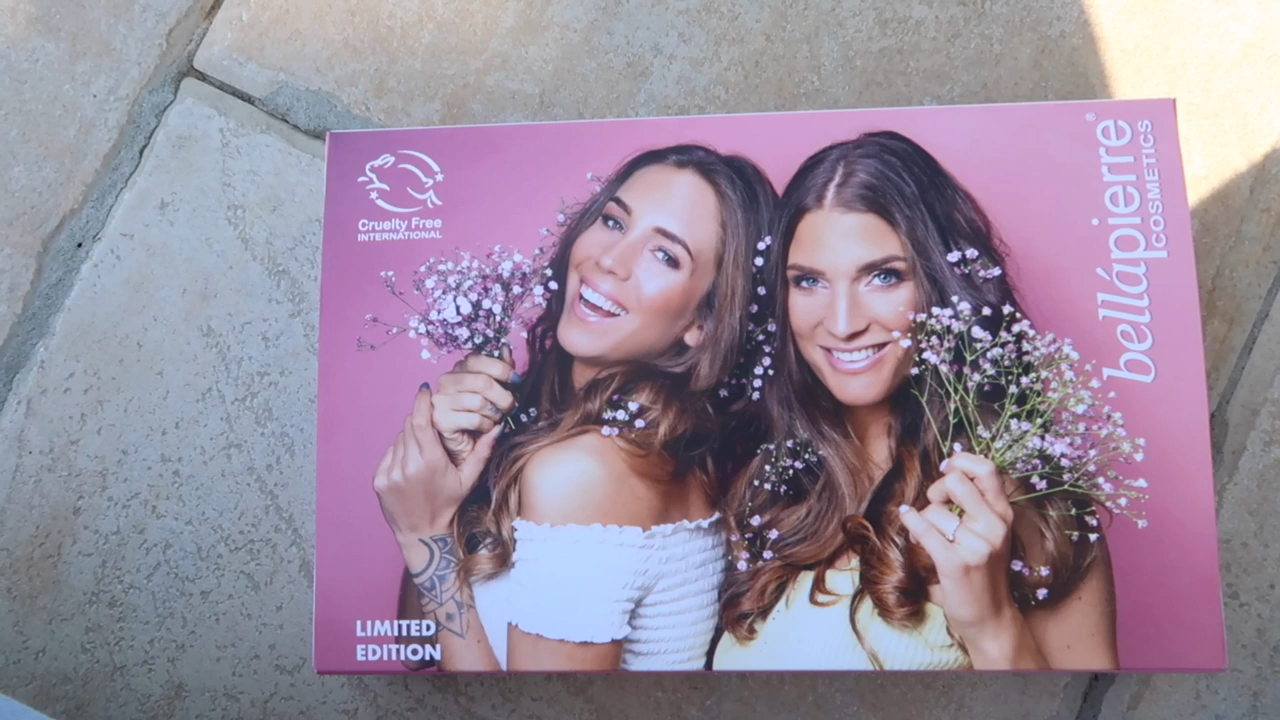 Cruelty Free
INTERNATIONAL
bellápierre®
COSMETICS
LIMITED
EDITION